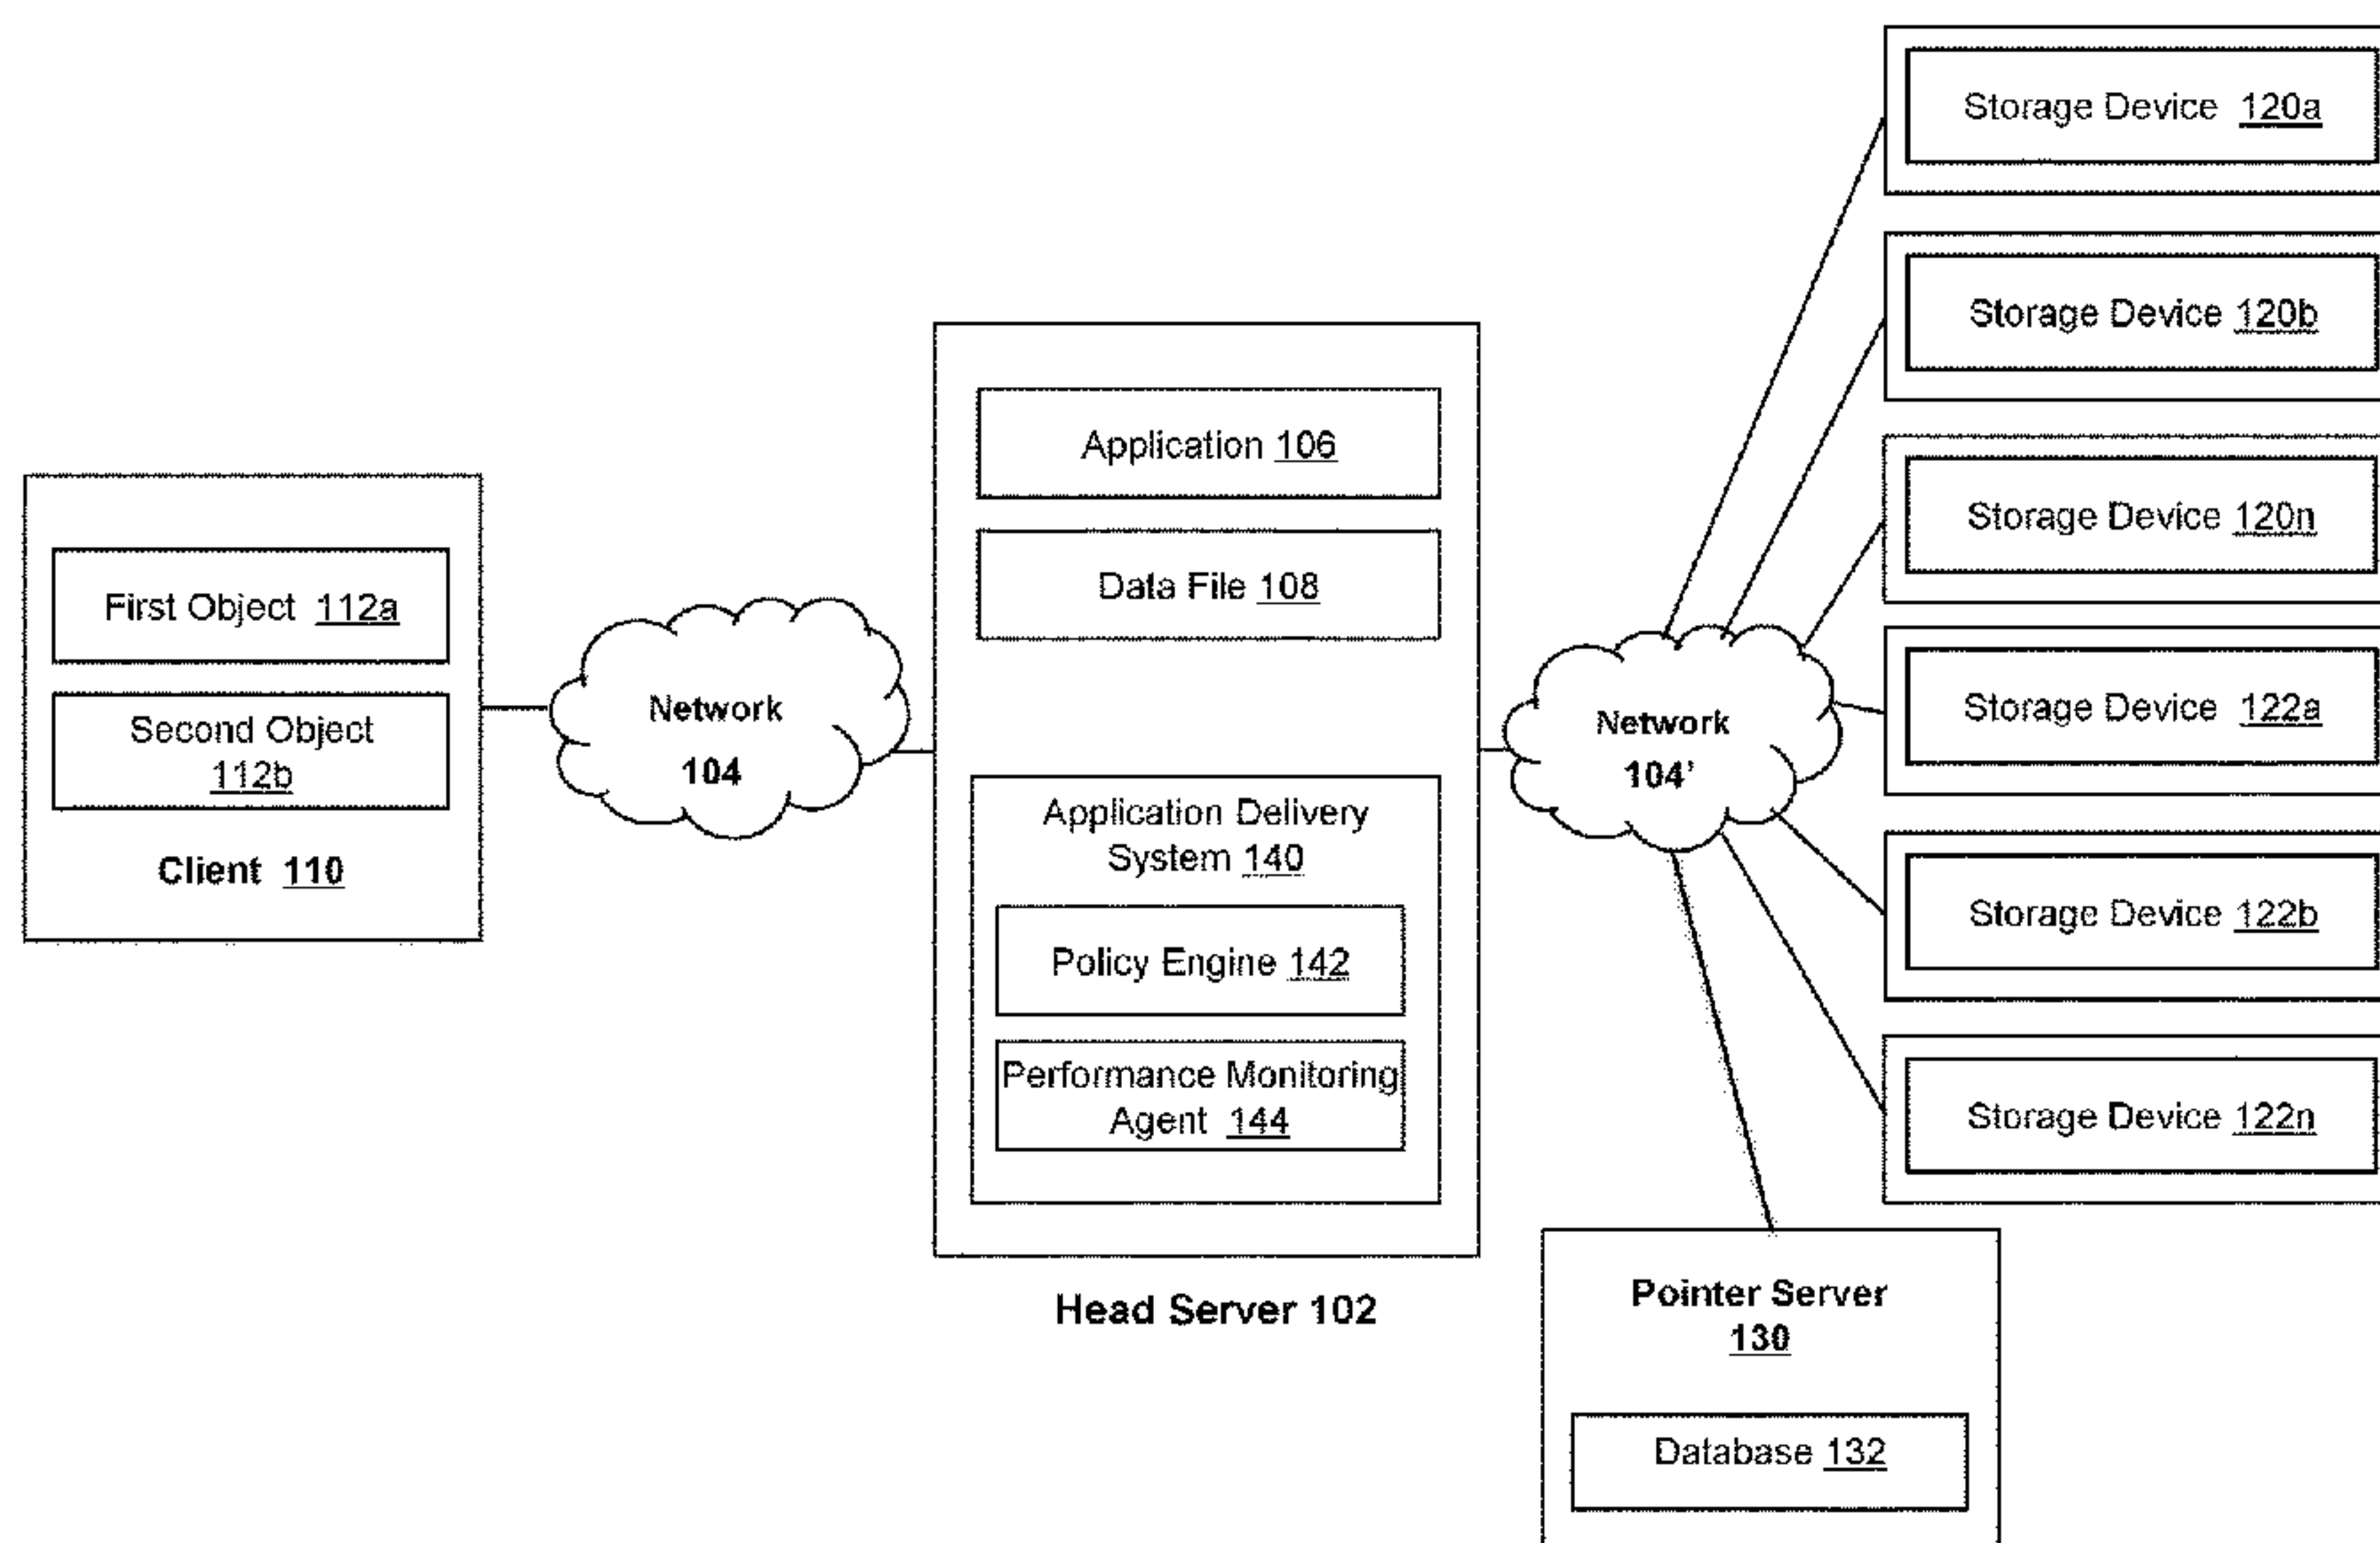 First Object 112a
Second Object
112b
Client 110
Network
104
Application 106
Data File 108
Application Delivery
System 140
Policy Engine 142
Performance Monitoring
Agent 144
Head Server 102
Network
104'
Storage Device 120a
Storage Device 120b
Storage Device 120n
Storage Device 122a
Storage Device 122b
Storage Device 122n
Pointer Server
130
Database 132